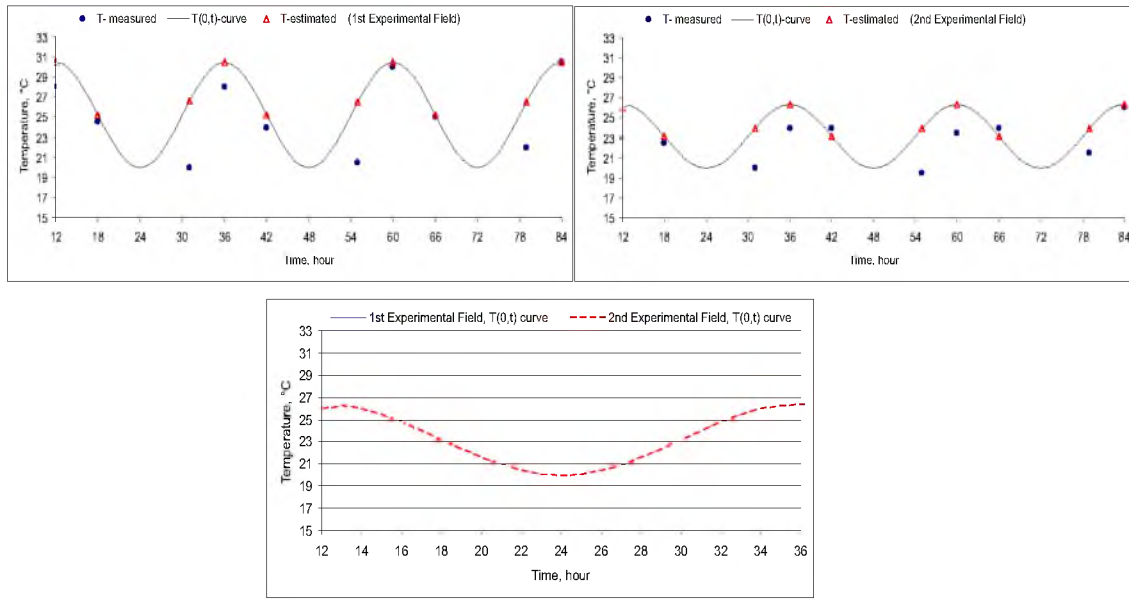 T- measured T(0,t)-curve T-estimated (1st Experimental Field)
33
31
29
27
25
23
21
19
17
15
Temperature, °C
12 18 24 30 36 42 48 54 60 66 72 78 84
Time, hour
T- measured T(0,t)-curve T-estimated (2nd Experimental Field)
33
31
29
27
25
23
21
19
17
15
Temperature, °C
12 18 24 30 36 42 48 54 60 66 72 78 84
Time, hour
1st Experimental Field, T(0,t) curve 2nd Experimental Field, T(0,t) curve
33
31
29
27
25
23
21
19
17
15
Temperature, °C
12 14 16 18 20 22 24 26 28 30 32 34 36
Time, hour